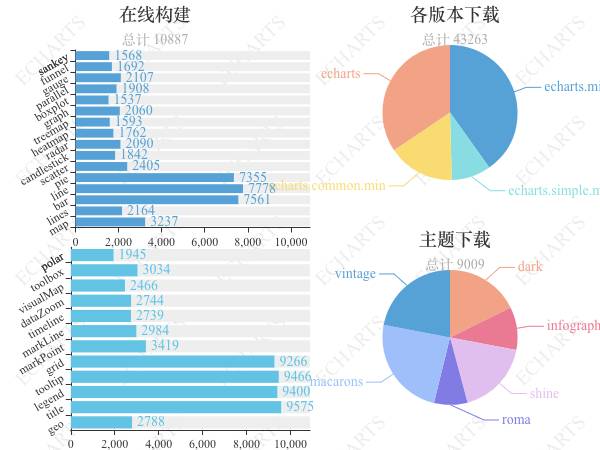 在线构建
总计 10887
sankey 1568
funnel 1692
gauge 2107
parallel 1908
boxplot 1537
graph 2060
treemap 1593
heatmap 1762
radar 2090
candlestick 1842
scatter 2405
pie 7355
line 7778
bar 7561
lines 2164
map 3237
0 2,000 4,000 6,000 8,000 10,000
polar 1945
toolbox 3034
visualMap 2466
dataZoom 2744
timeline 2739
markLine 2984
markPoint 3419
grid 9266
tooltip 9466
legend 9400
title 9575
geo 2788
0 2,000 4,000 6,000 8,000 10,000
各版本下载
总计 43263
echarts
echarts.mi
echarts.common.min
echarts.simple.m
主题下载
总计 9009
vintage
dark
infograph
macarons
shine
roma
ECHARTS